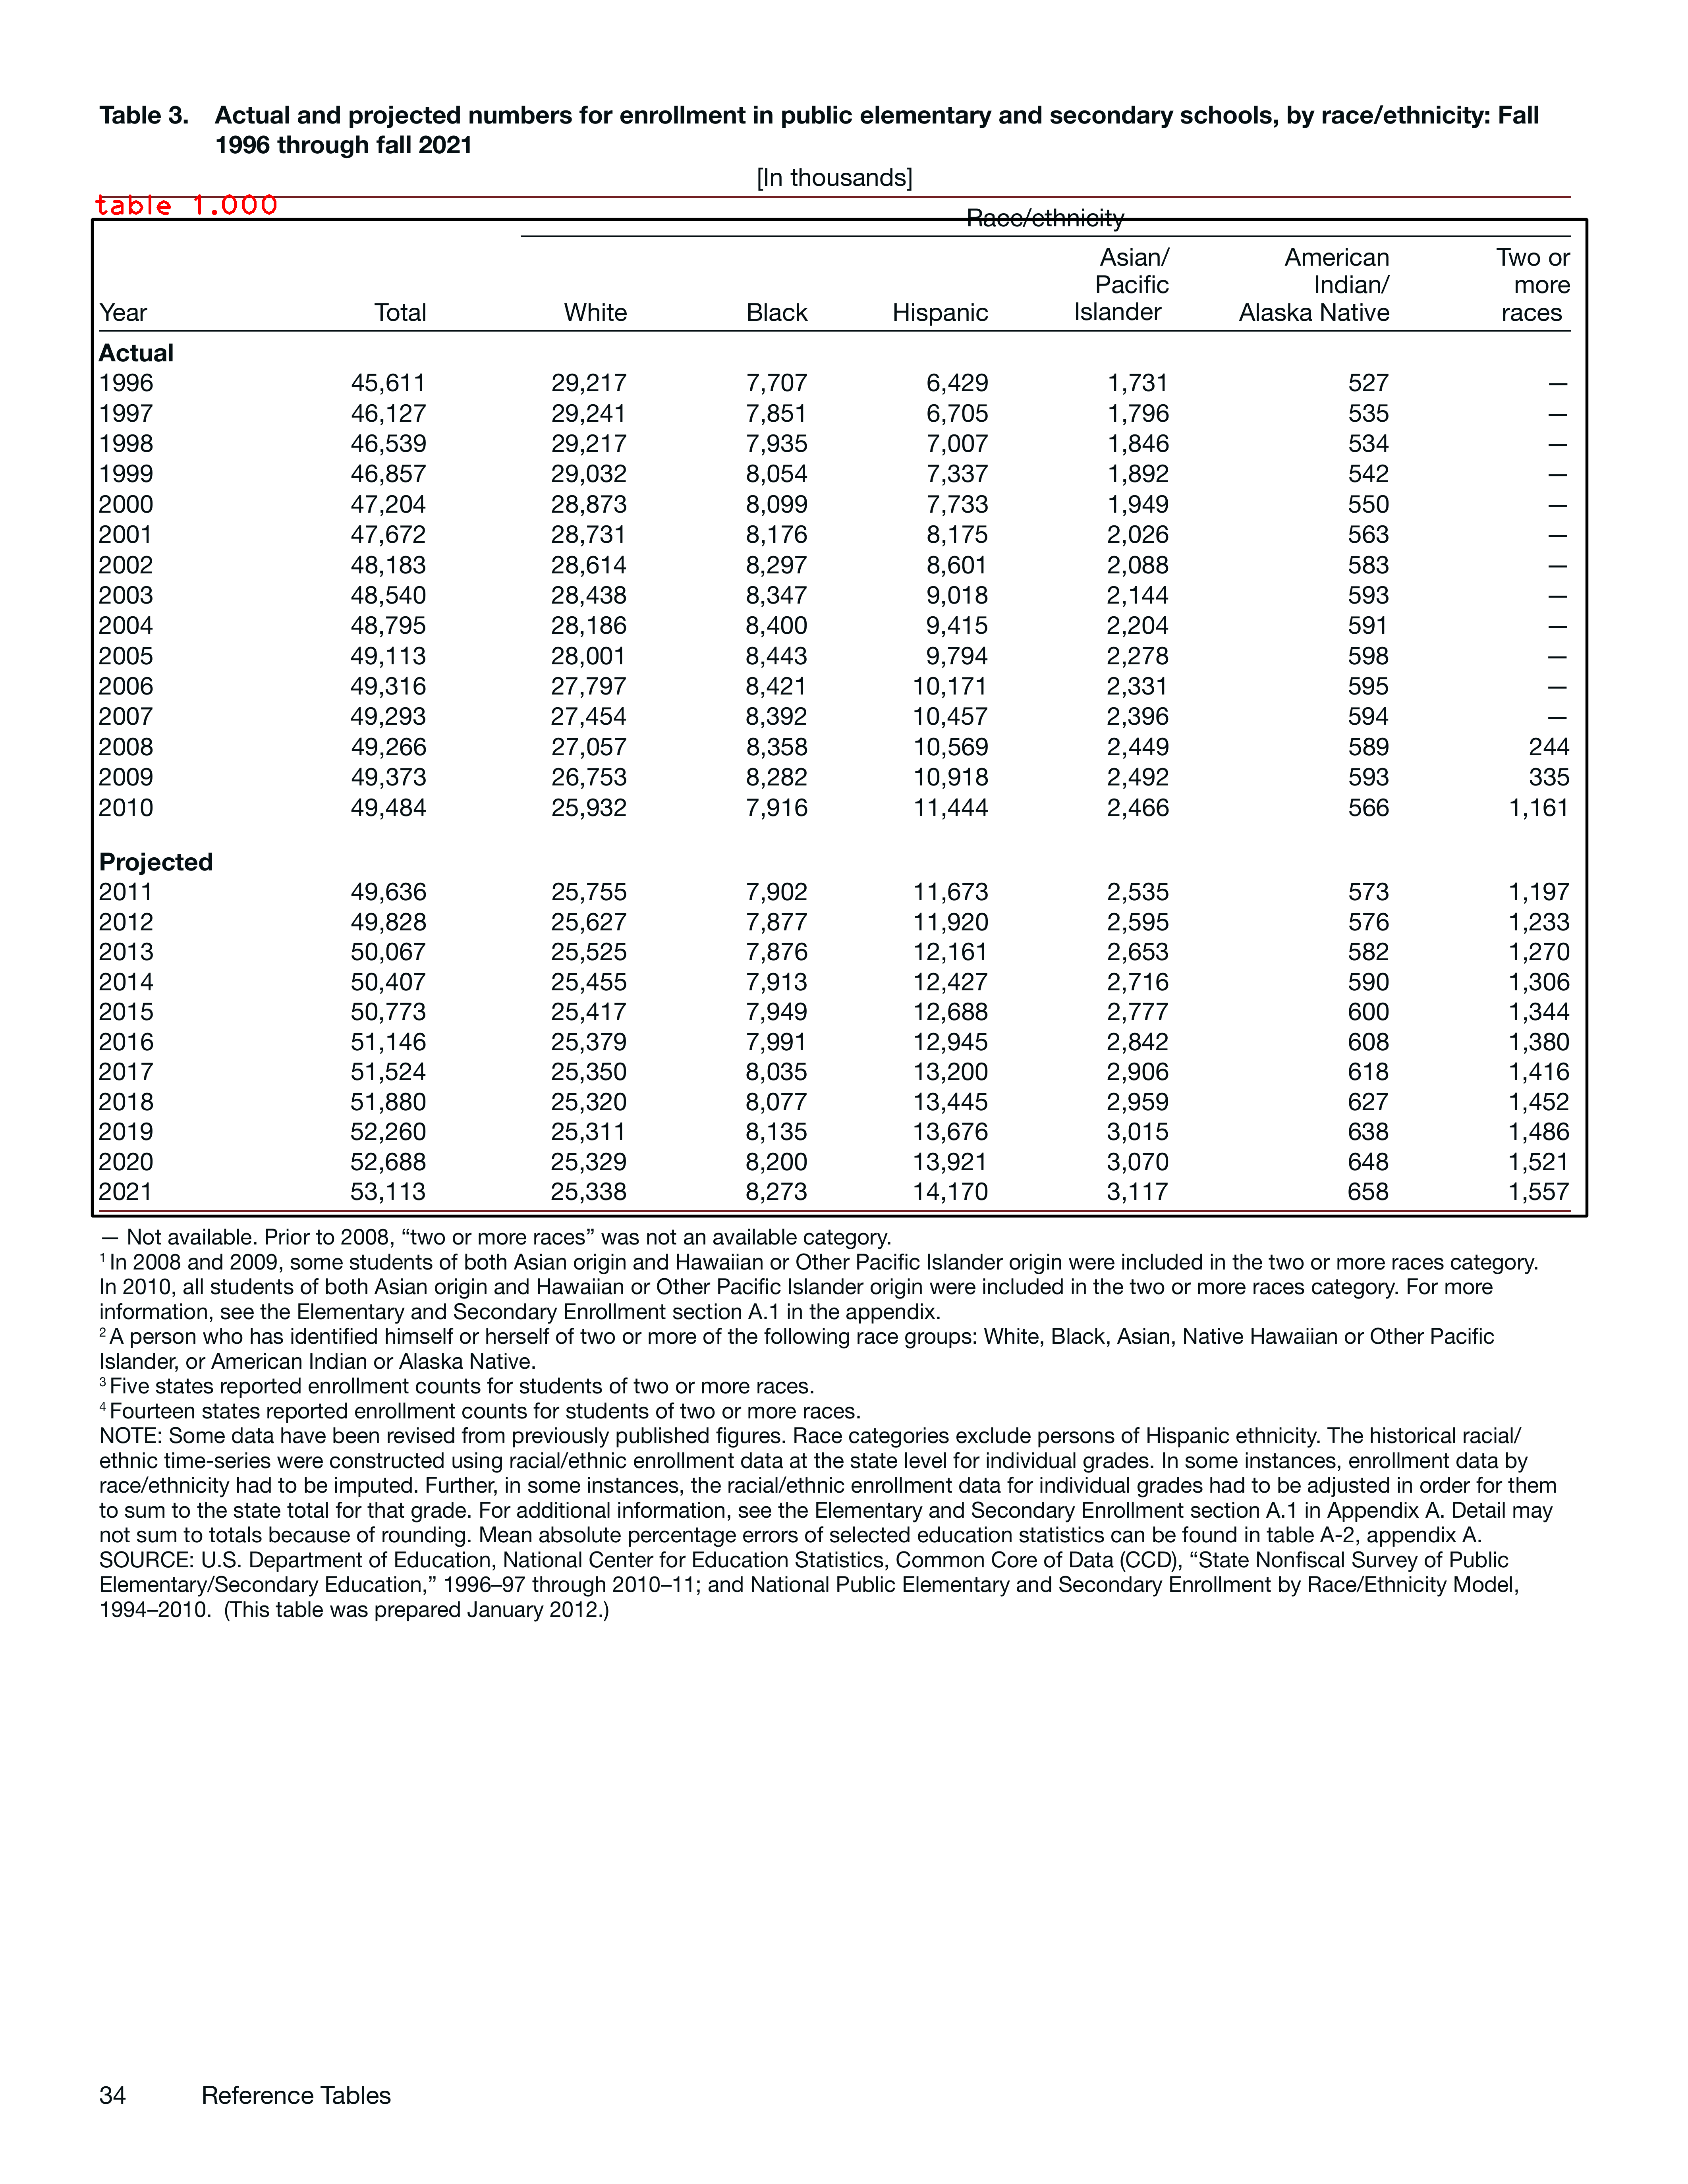 Table 3. Actual and projected numbers for enrollment in public elementary and secondary schools, by race/ethnicity: Fall
1996 through fall 2021
[In thousands]
table 1.000
Race/ethnicity
Asian/ American Two or
Pacific Indian/ more
Year Total White Black Hispanic Islander Alaska Native races
Actual
1996 45,611 29,217 7,707 6,429 1,731 527 —
1997 46,127 29,241 7,851 6,705 1,796 535 —
1998 46,539 29,217 7,935 7,007 1,846 534 —
1999 46,857 29,032 8,054 7,337 1,892 542 —
2000 47,204 28,873 8,099 7,733 1,949 550 —
2001 47,672 28,731 8,176 8,175 2,026 563 —
2002 48,183 28,614 8,297 8,601 2,088 583 —
2003 48,540 28,438 8,347 9,018 2,144 593 —
2004 48,795 28,186 8,400 9,415 2,204 591 —
2005 49,113 28,001 8,443 9,794 2,278 598 —
2006 49,316 27,797 8,421 10,171 2,331 595 —
2007 49,293 27,454 8,392 10,457 2,396 594 —
2008 49,266 27,057 8,358 10,569 2,449 589 244
2009 49,373 26,753 8,282 10,918 2,492 593 335
2010 49,484 25,932 7,916 11,444 2,466 566 1,161
Projected
2011 49,636 25,755 7,902 11,673 2,535 573 1,197
2012 49,828 25,627 7,877 11,920 2,595 576 1,233
2013 50,067 25,525 7,876 12,161 2,653 582 1,270
2014 50,407 25,455 7,913 12,427 2,716 590 1,306
2015 50,773 25,417 7,949 12,688 2,777 600 1,344
2016 51,146 25,379 7,991 12,945 2,842 608 1,380
2017 51,524 25,350 8,035 13,200 2,906 618 1,416
2018 51,880 25,320 8,077 13,445 2,959 627 1,452
2019 52,260 25,311 8,135 13,676 3,015 638 1,486
2020 52,688 25,329 8,200 13,921 3,070 648 1,521
2021 53,113 25,338 8,273 14,170 3,117 658 1,557
— Not available. Prior to 2008, “two or more races” was not an available category.
1 In 2008 and 2009, some students of both Asian origin and Hawaiian or Other Pacific Islander origin were included in the two or more races category.
In 2010, all students of both Asian origin and Hawaiian or Other Pacific Islander origin were included in the two or more races category. For more
information, see the Elementary and Secondary Enrollment section A.1 in the appendix.
2 A person who has identified himself or herself of two or more of the following race groups: White, Black, Asian, Native Hawaiian or Other Pacific
Islander, or American Indian or Alaska Native.
3 Five states reported enrollment counts for students of two or more races.
4 Fourteen states reported enrollment counts for students of two or more races.
NOTE: Some data have been revised from previously published figures. Race categories exclude persons of Hispanic ethnicity. The historical racial/
ethnic time-series were constructed using racial/ethnic enrollment data at the state level for individual grades. In some instances, enrollment data by
race/ethnicity had to be imputed. Further, in some instances, the racial/ethnic enrollment data for individual grades had to be adjusted in order for them
to sum to the state total for that grade. For additional information, see the Elementary and Secondary Enrollment section A.1 in Appendix A. Detail may
not sum to totals because of rounding. Mean absolute percentage errors of selected education statistics can be found in table A-2, appendix A.
SOURCE: U.S. Department of Education, National Center for Education Statistics, Common Core of Data (CCD), “State Nonfiscal Survey of Public
Elementary/Secondary Education,” 1996–97 through 2010–11; and National Public Elementary and Secondary Enrollment by Race/Ethnicity Model,
1994–2010. (This table was prepared January 2012.)
34 Reference Tables